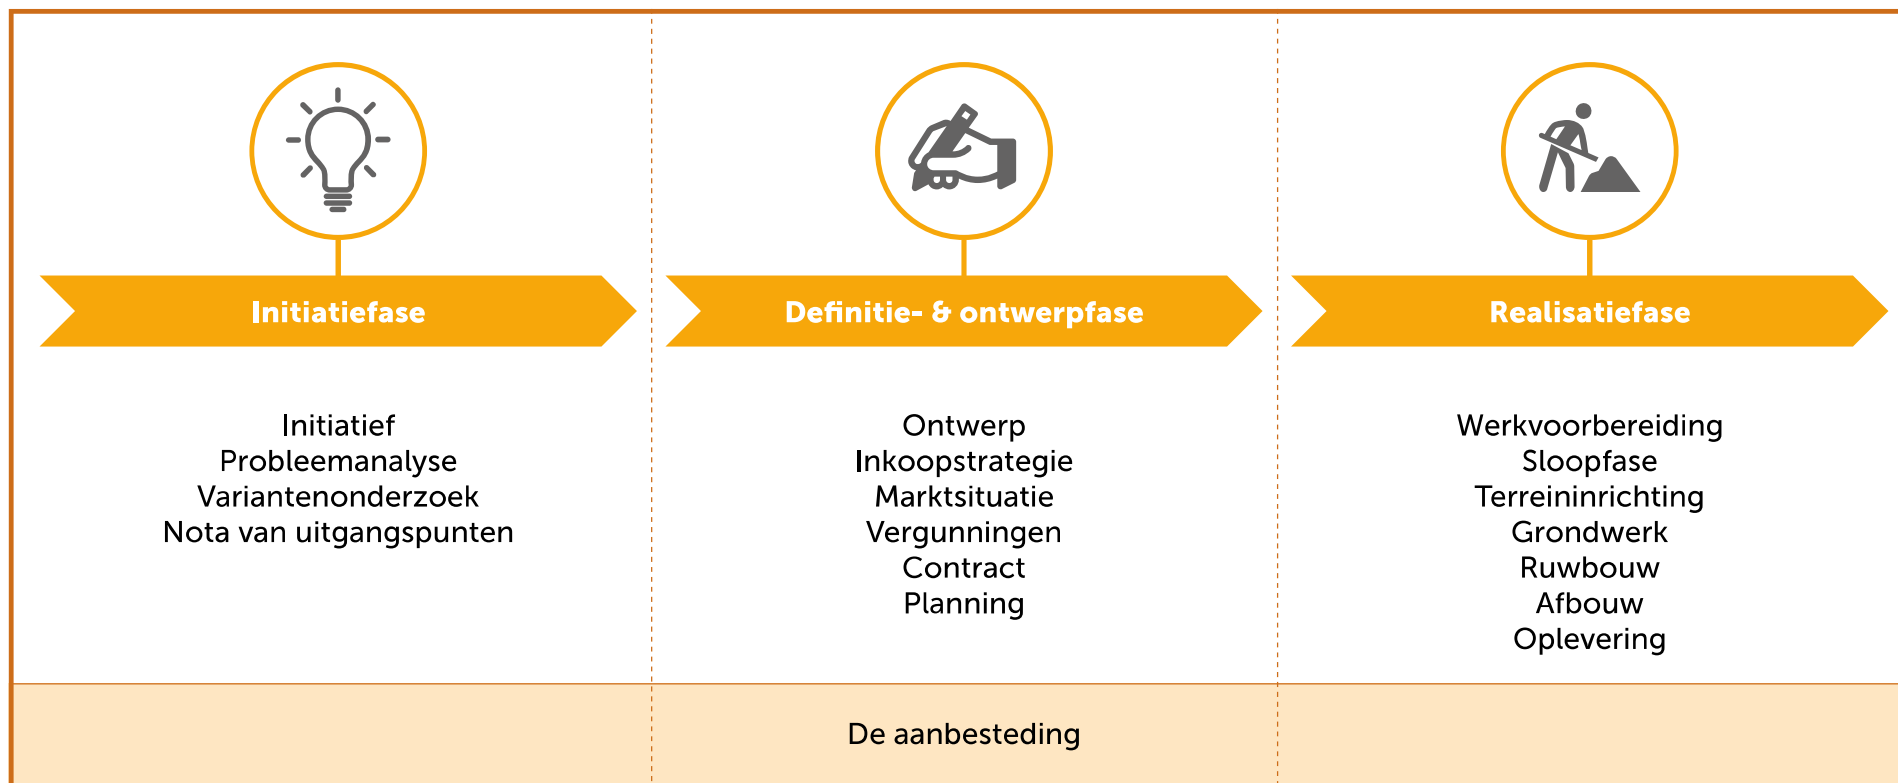 Initiatiefase
Initiatief
Probleemanalyse
Variantenonderzoek
Nota van uitgangspunten
Definitie- & ontwerpfase
Ontwerp
Inkoopstrategie
Marktsituatie
Vergunningen
Contract
Planning
Realisatiefase
Werkvoorbereiding
Sloopfase
Terreininrichting
Grondwerk
Ruwbouw
Afbouw
Oplevering
De aanbesteding